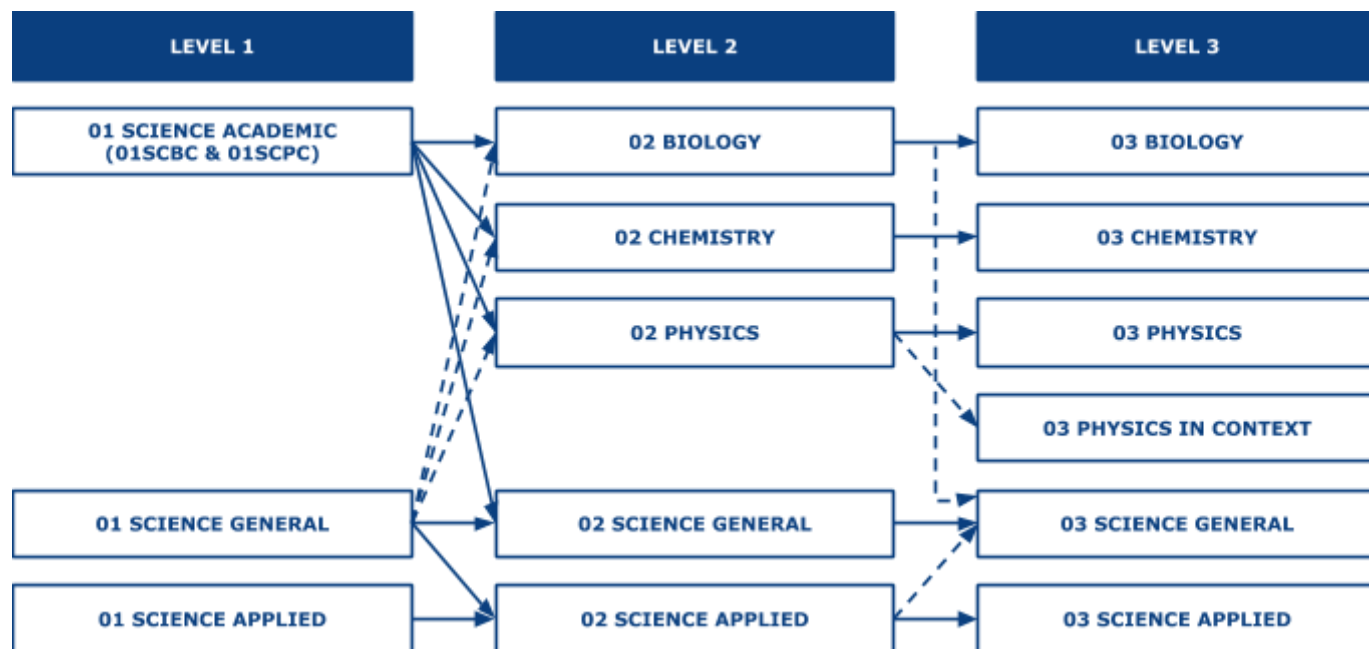 LEVEL 1
LEVEL 2
LEVEL 3
01 SCIENCE ACADEMIC
(01SCBC & 01SCPC)
02 BIOLOGY
03 BIOLOGY
02 CHEMISTRY
03 CHEMISTRY
02 PHYSICS
03 PHYSICS
03 PHYSICS IN CONTEXT
01 SCIENCE GENERAL
02 SCIENCE GENERAL
03 SCIENCE GENERAL
01 SCIENCE APPLIED
02 SCIENCE APPLIED
03 SCIENCE APPLIED